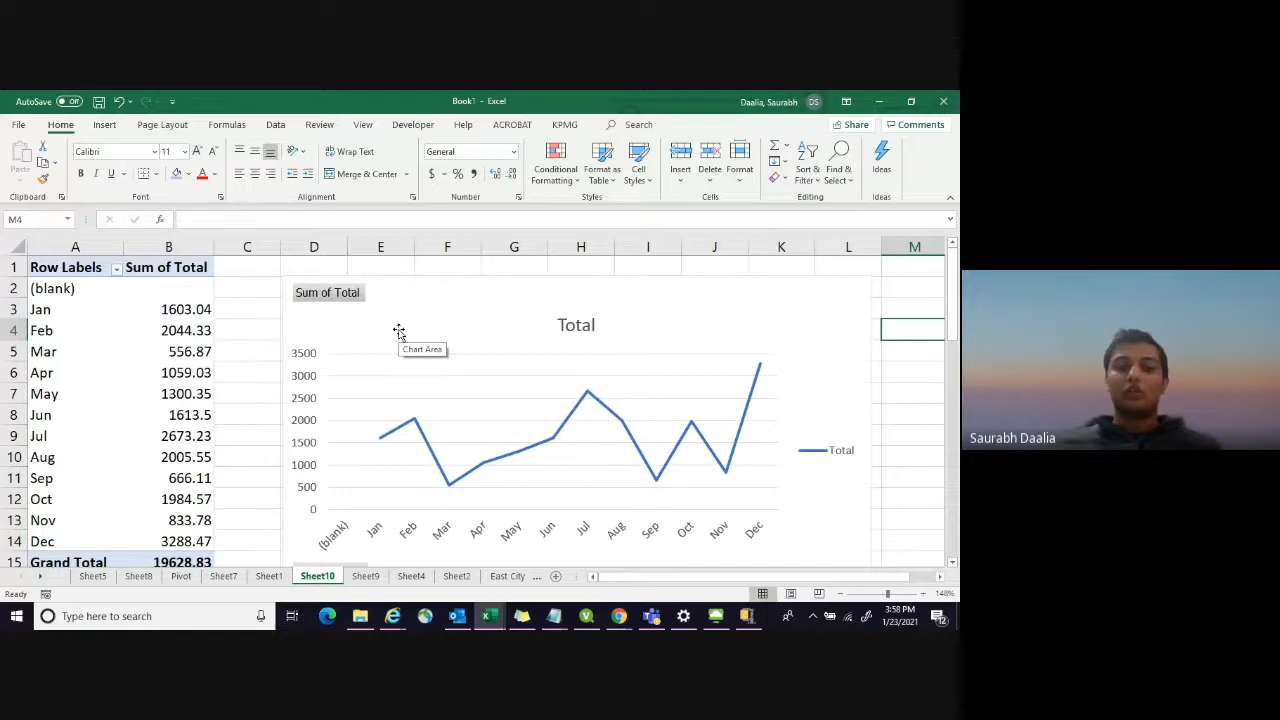 AutoSave Off
Book1 - Excel
Daalia, Saurabh DS
File Home Insert Page Layout Formulas Data Review View Developer Help ACROBAT KPMG Search Share Comments
Paste
Calibri 11
B I U
Wrap Text
Merge & Center
General
$ % 9
Conditional Formatting
Format as Table
Cell Styles
Insert Delete Format
Sort & Filter
Find & Select
Ideas
Clipboard Font Alignment Number Styles Cells Editing Ideas
M4 fx
A B C D E F G H I J K L M
1 Row Labels Sum of Total
2 (blank)
3 Jan 1603.04
4 Feb 2044.33
5 Mar 556.87
6 Apr 1059.03
7 May 1300.35
8 Jun 1613.5
9 Jul 2673.23
10 Aug 2005.55
11 Sep 666.11
12 Oct 1984.57
13 Nov 833.78
14 Dec 3288.47
15 Grand Total 19628.83
Sum of Total
Total
Chart Area
3500
3000
2500
2000
1500
1000
500
0
(blank) Jan Feb Mar Apr May Jun Jul Aug Sep Oct Nov Dec
Total
Saurabh Daalia
Sheet5 Sheet8 Pivot Sheet7 Sheet1 Sheet10 Sheet9 Sheet4 Sheet2 East City ...
Ready
148%
Type here to search
3:58 PM
1/23/2021
12